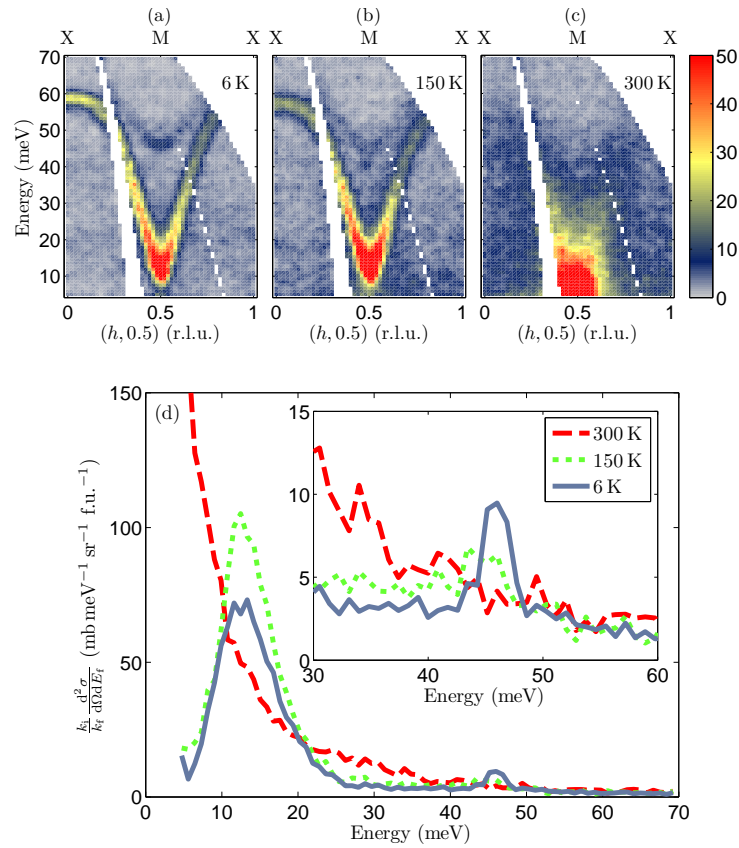 (a) (b) (c)
X M X X M X X M X
70
60
50
40
30
20
10
Energy (meV)
6 K
150 K
300 K
50
40
30
20
10
0
0 0.5 1
0 0.5 1
0 0.5 1
(h, 0.5) (r.l.u.)
(h, 0.5) (r.l.u.)
(h, 0.5) (r.l.u.)
(d)
150
100
50
0
k_i/k_f d²σ/dΩdE_f (mb meV⁻¹ sr⁻¹ f.u.⁻¹)
15
10
5
0
300 K
150 K
6 K
30 40 50 60
Energy (meV)
0 10 20 30 40 50 60 70
Energy (meV)